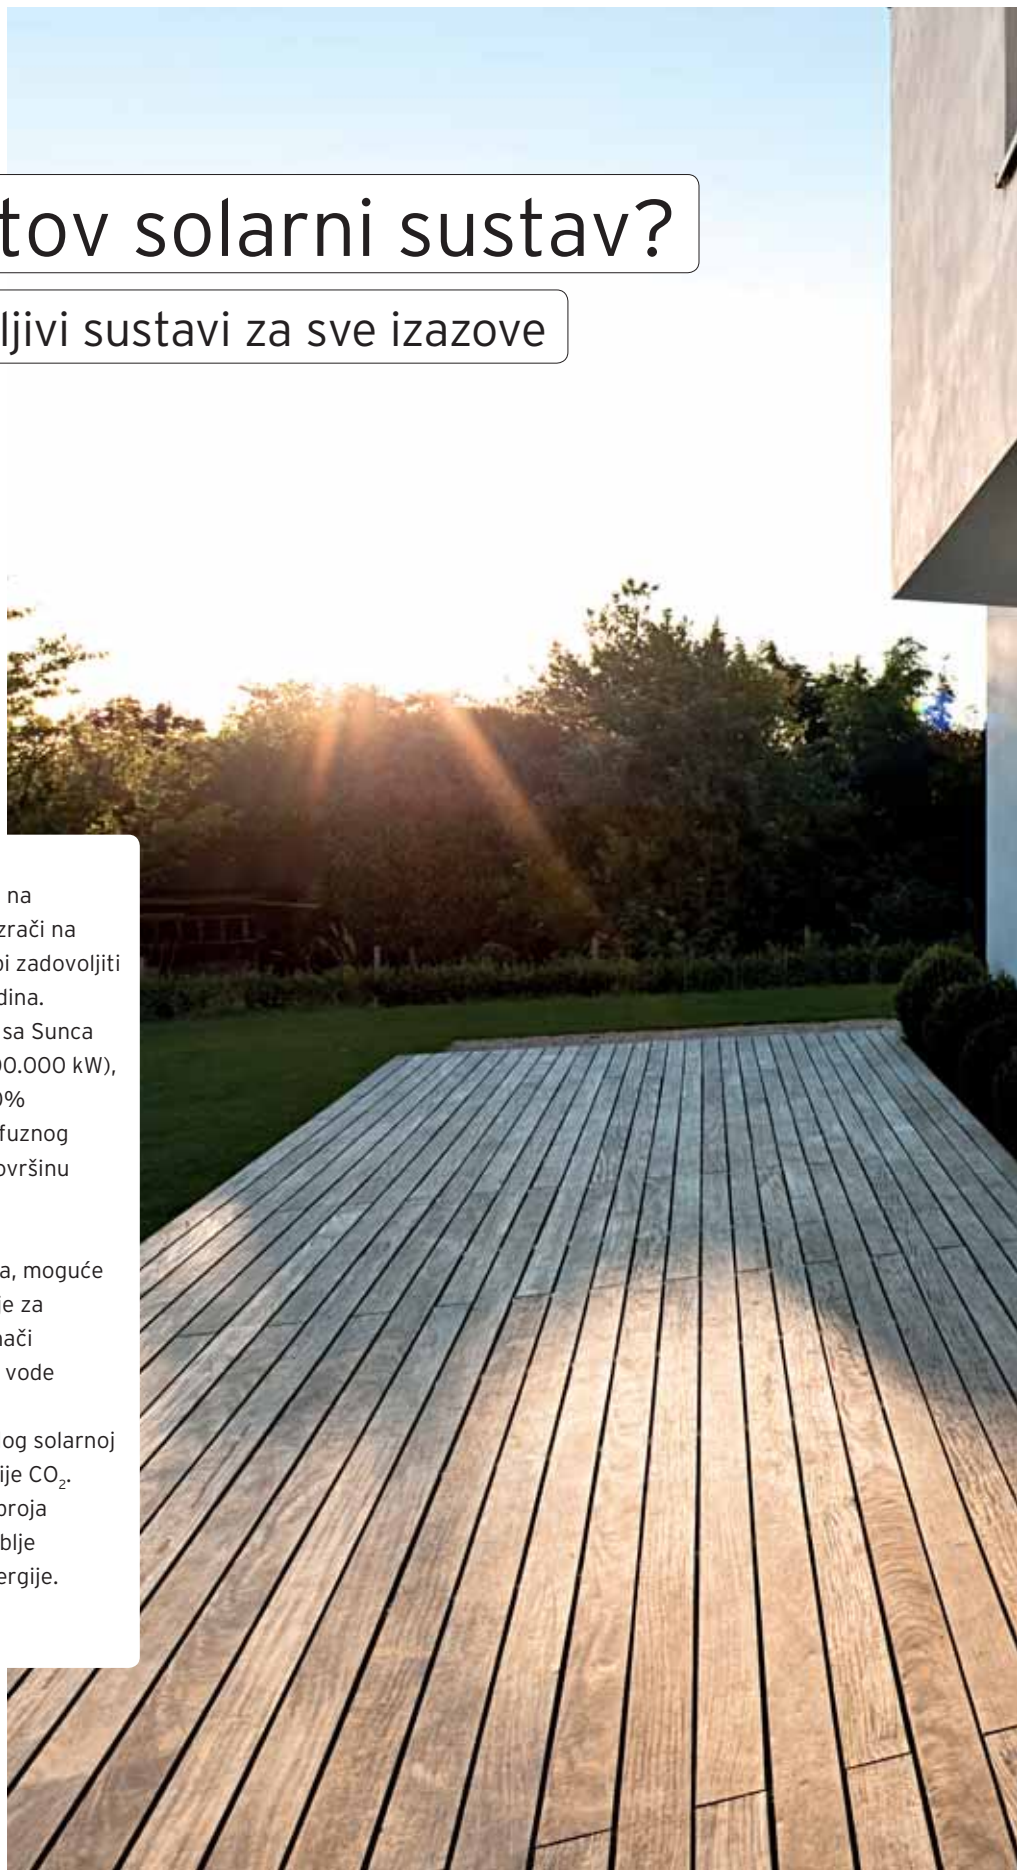 tov solarni sustav?
ljivi sustavi za sve izazove
na
zrači na
bi zadovoljiti
dina.
sa Sunca
00.000 kW),
0%
fuznog
ovršinu
a, moguće
je za
nači
vode
og solarnoj
ije CO₂.
broja
blje
ergije.